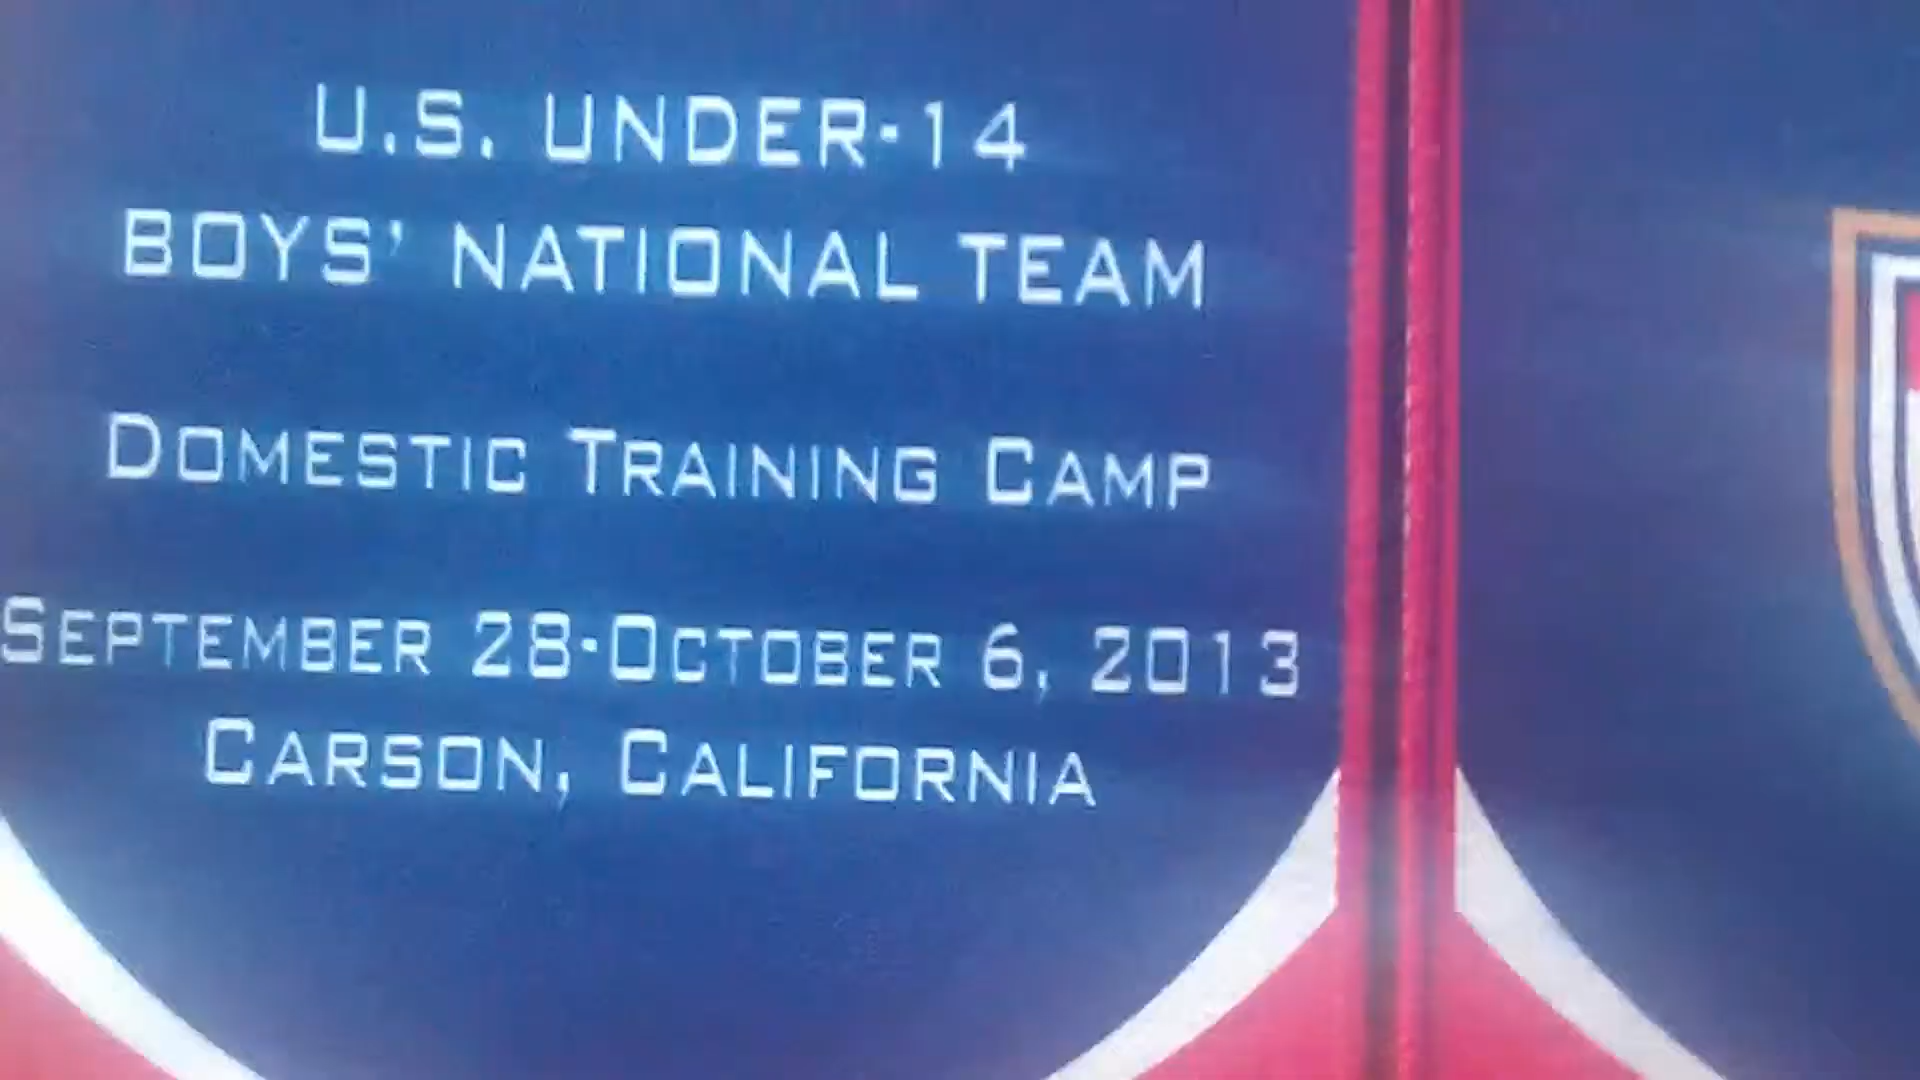 U.S. UNDER-14
BOYS' NATIONAL TEAM
DOMESTIC TRAINING CAMP
SEPTEMBER 28-OCTOBER 6, 2013
CARSON, CALIFORNIA